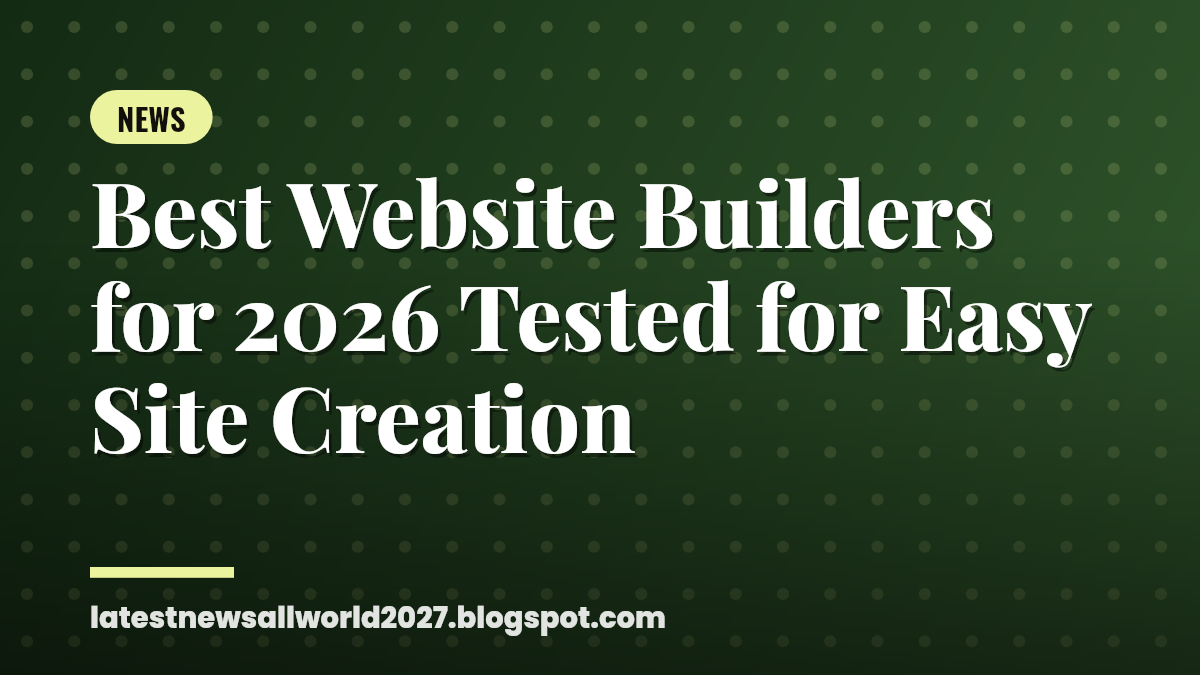 NEWS
Best Website Builders
for 2026 Tested for Easy
Site Creation
latestnewsallworld2027.blogspot.com